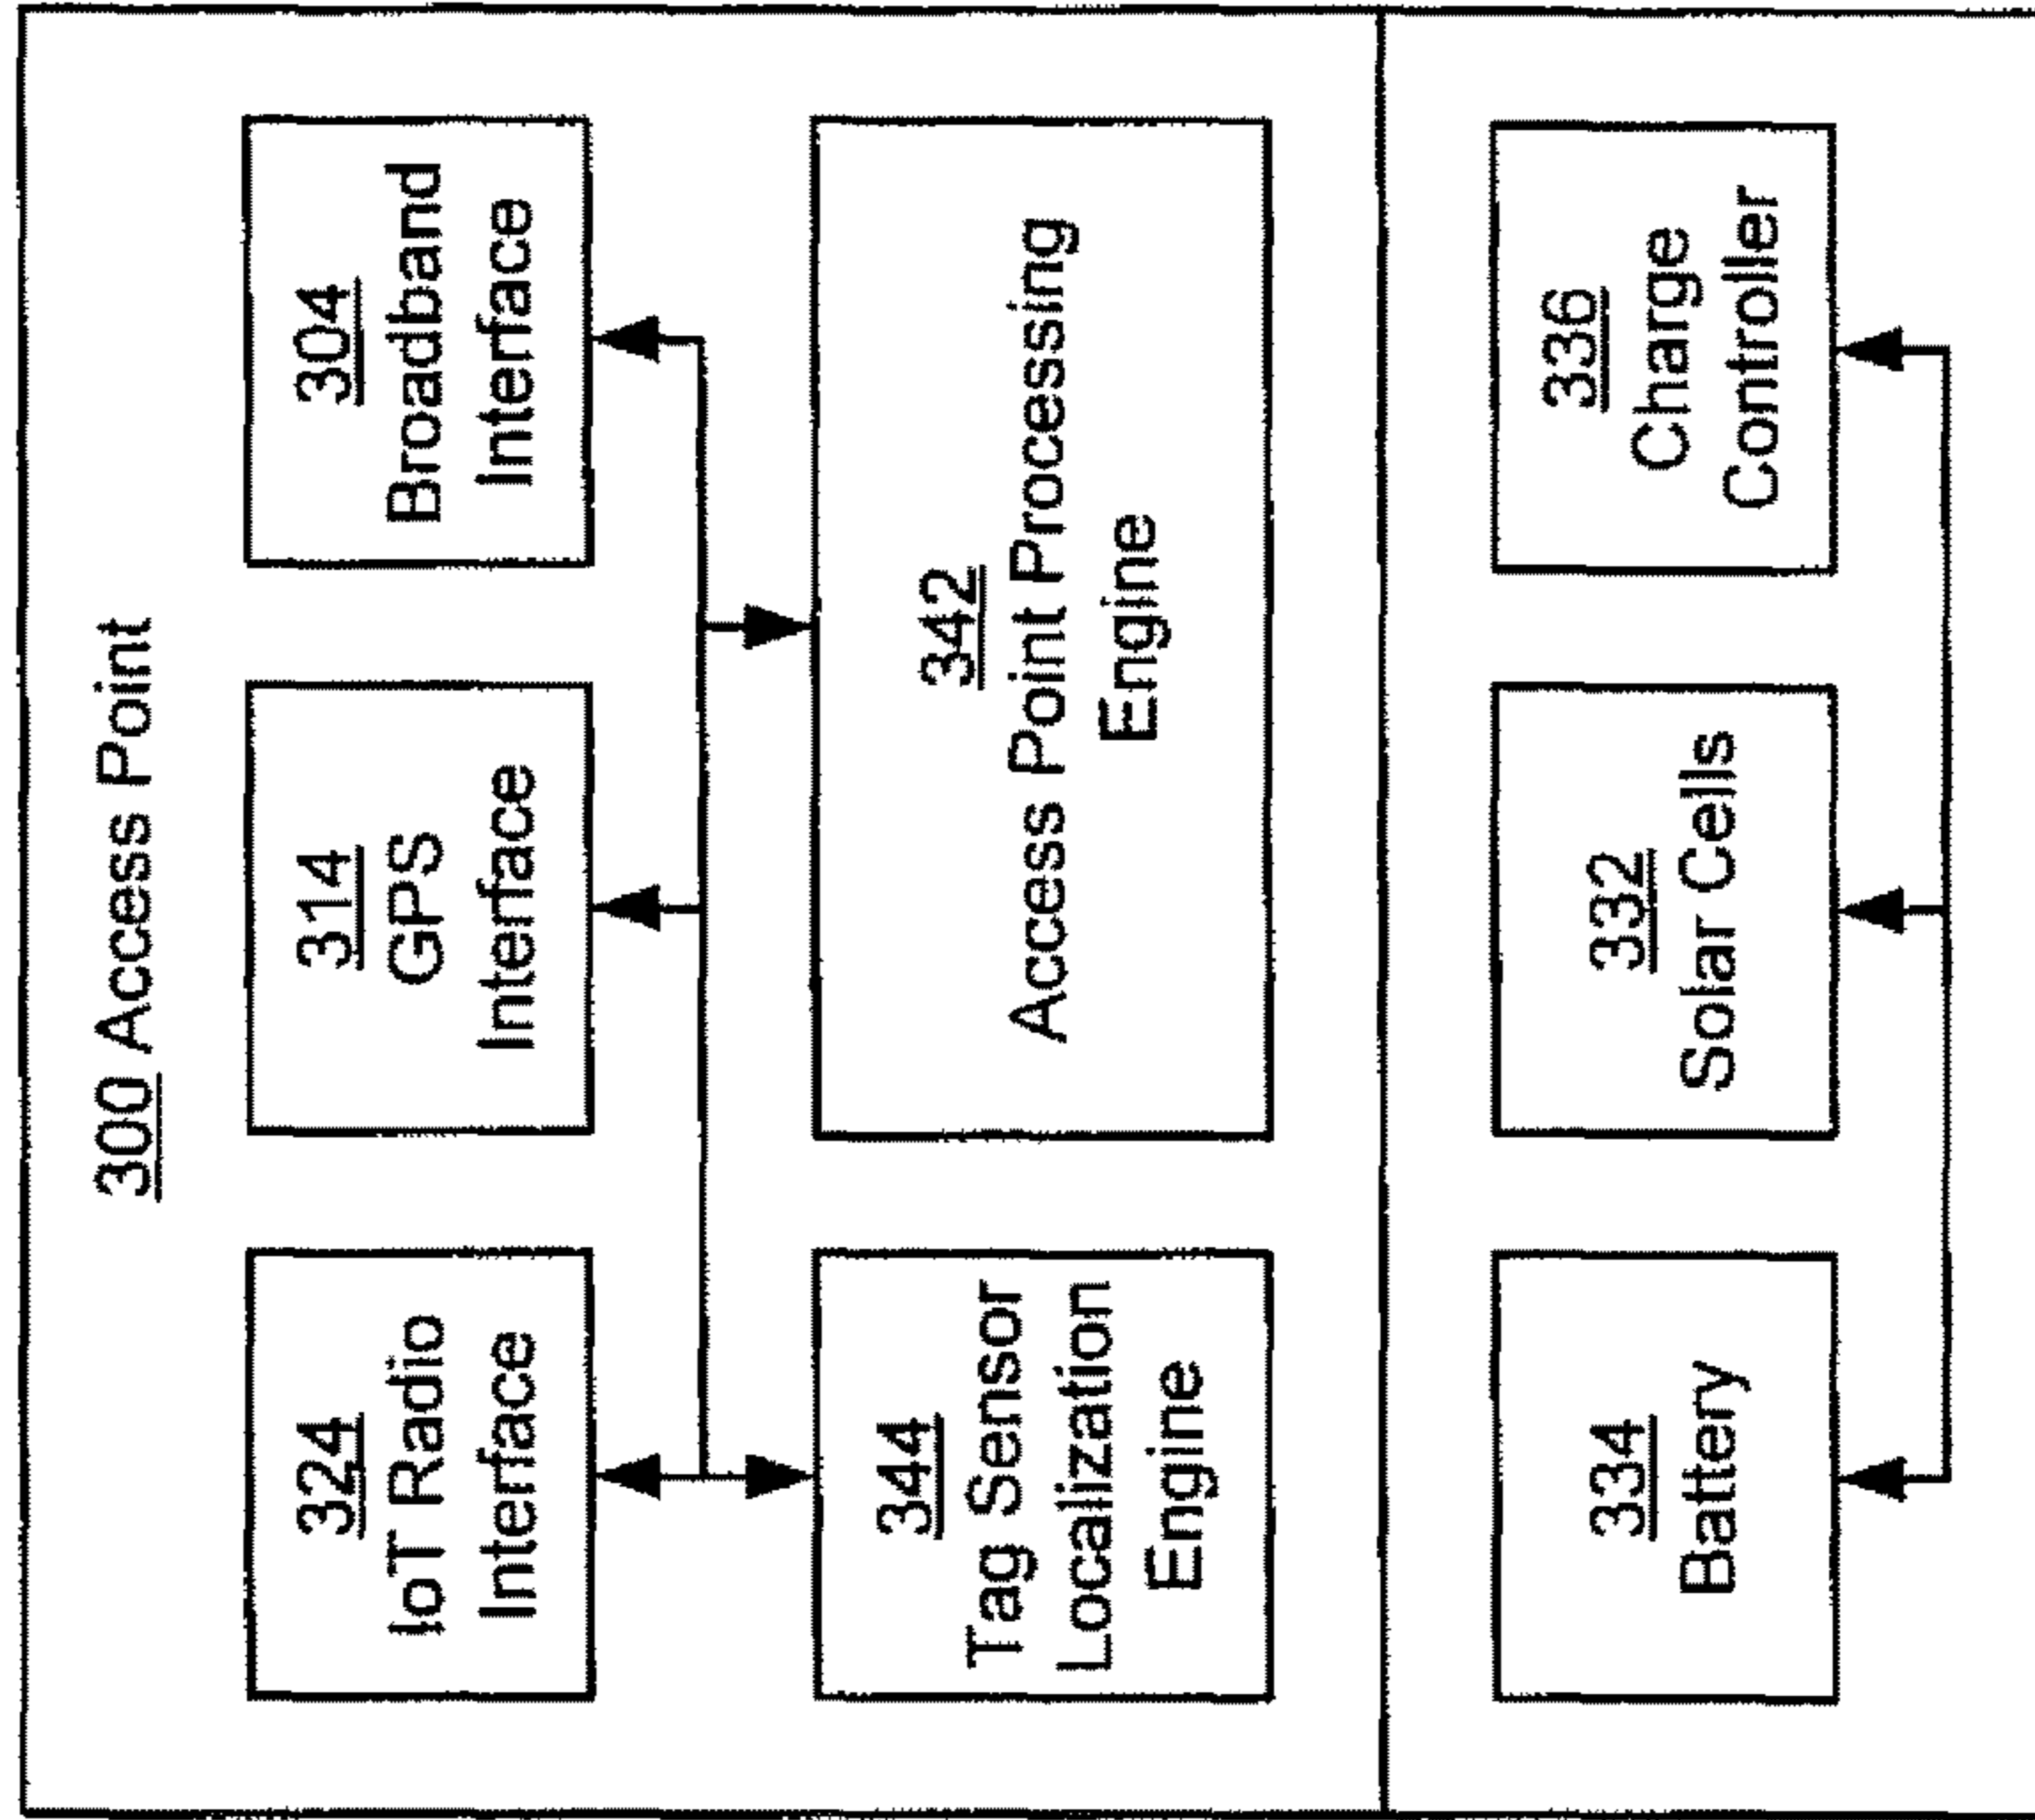 300 Access Point
324
IoT Radio
Interface
314
GPS
Interface
304
Broadband
Interface
344
Tag Sensor
Localization
Engine
342
Access Point Processing
Engine
334
Battery
332
Solar Cells
336
Charge
Controller